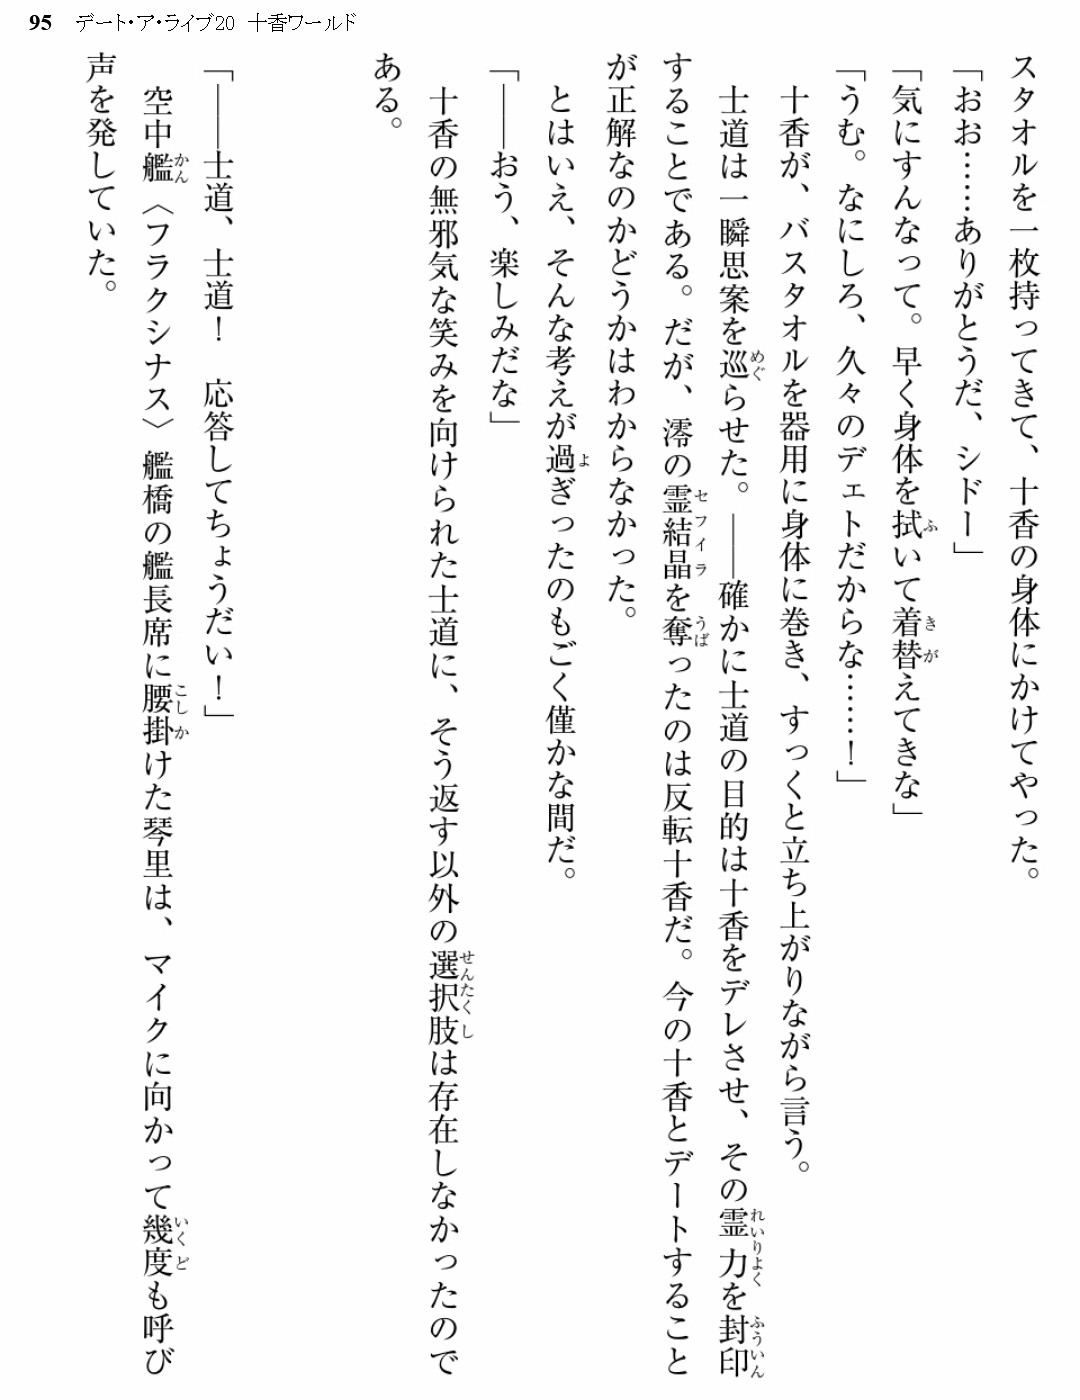 95 デート・ア・ライブ20 十香ワールド
スタオルを一枚持ってきて、十香の身体にかけてやった。
「おお……ありがとうだ、シドー」
「気にすんなって。早く身体を拭いて着替えてきな」
「うむ。なにしろ、久々のデェトだからな……！」
十香が、バスタオルを器用に身体に巻き、すっくと立ち上がりながら言う。
士道は一瞬思案を巡らせた。――確かに士道の目的は十香をデレさせ、その霊力を封印
することである。だが、澪の霊結晶を奪ったのは反転十香だ。今の十香とデートすること
が正解なのかどうかはわからなかった。
とはいえ、そんな考えが過ぎったのもごく僅かな間だ。
「――おう、楽しみだな」
十香の無邪気な笑みを向けられた士道に、そう返す以外の選択肢は存在しなかったので
ある。
「――士道、士道！　応答してちょうだい！」
空中艦〈フラクシナス〉艦橋の艦長席に腰掛けた琴里は、マイクに向かって幾度も呼び
声を発していた。